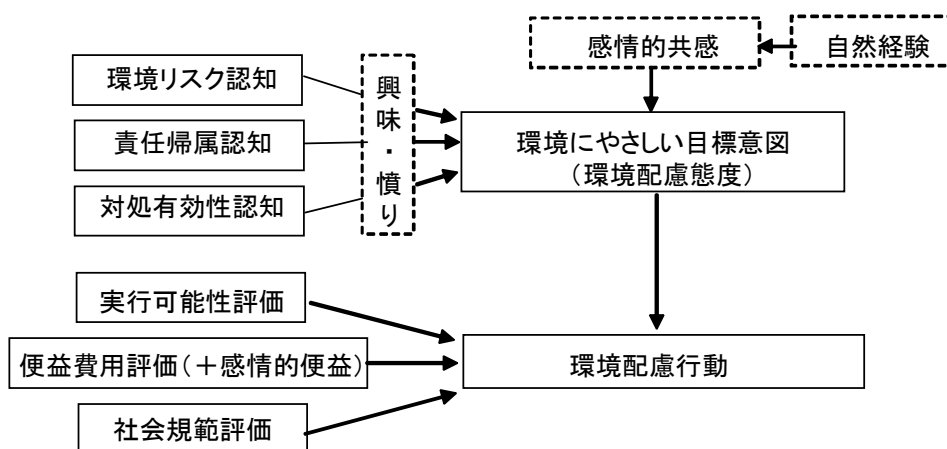 感情的共感
自然経験
環境リスク認知
責任帰属認知
対処有効性認知
興味・憤り
環境にやさしい目標意図
（環境配慮態度）
実行可能性評価
便益費用評価（＋感情的便益）
社会規範評価
環境配慮行動